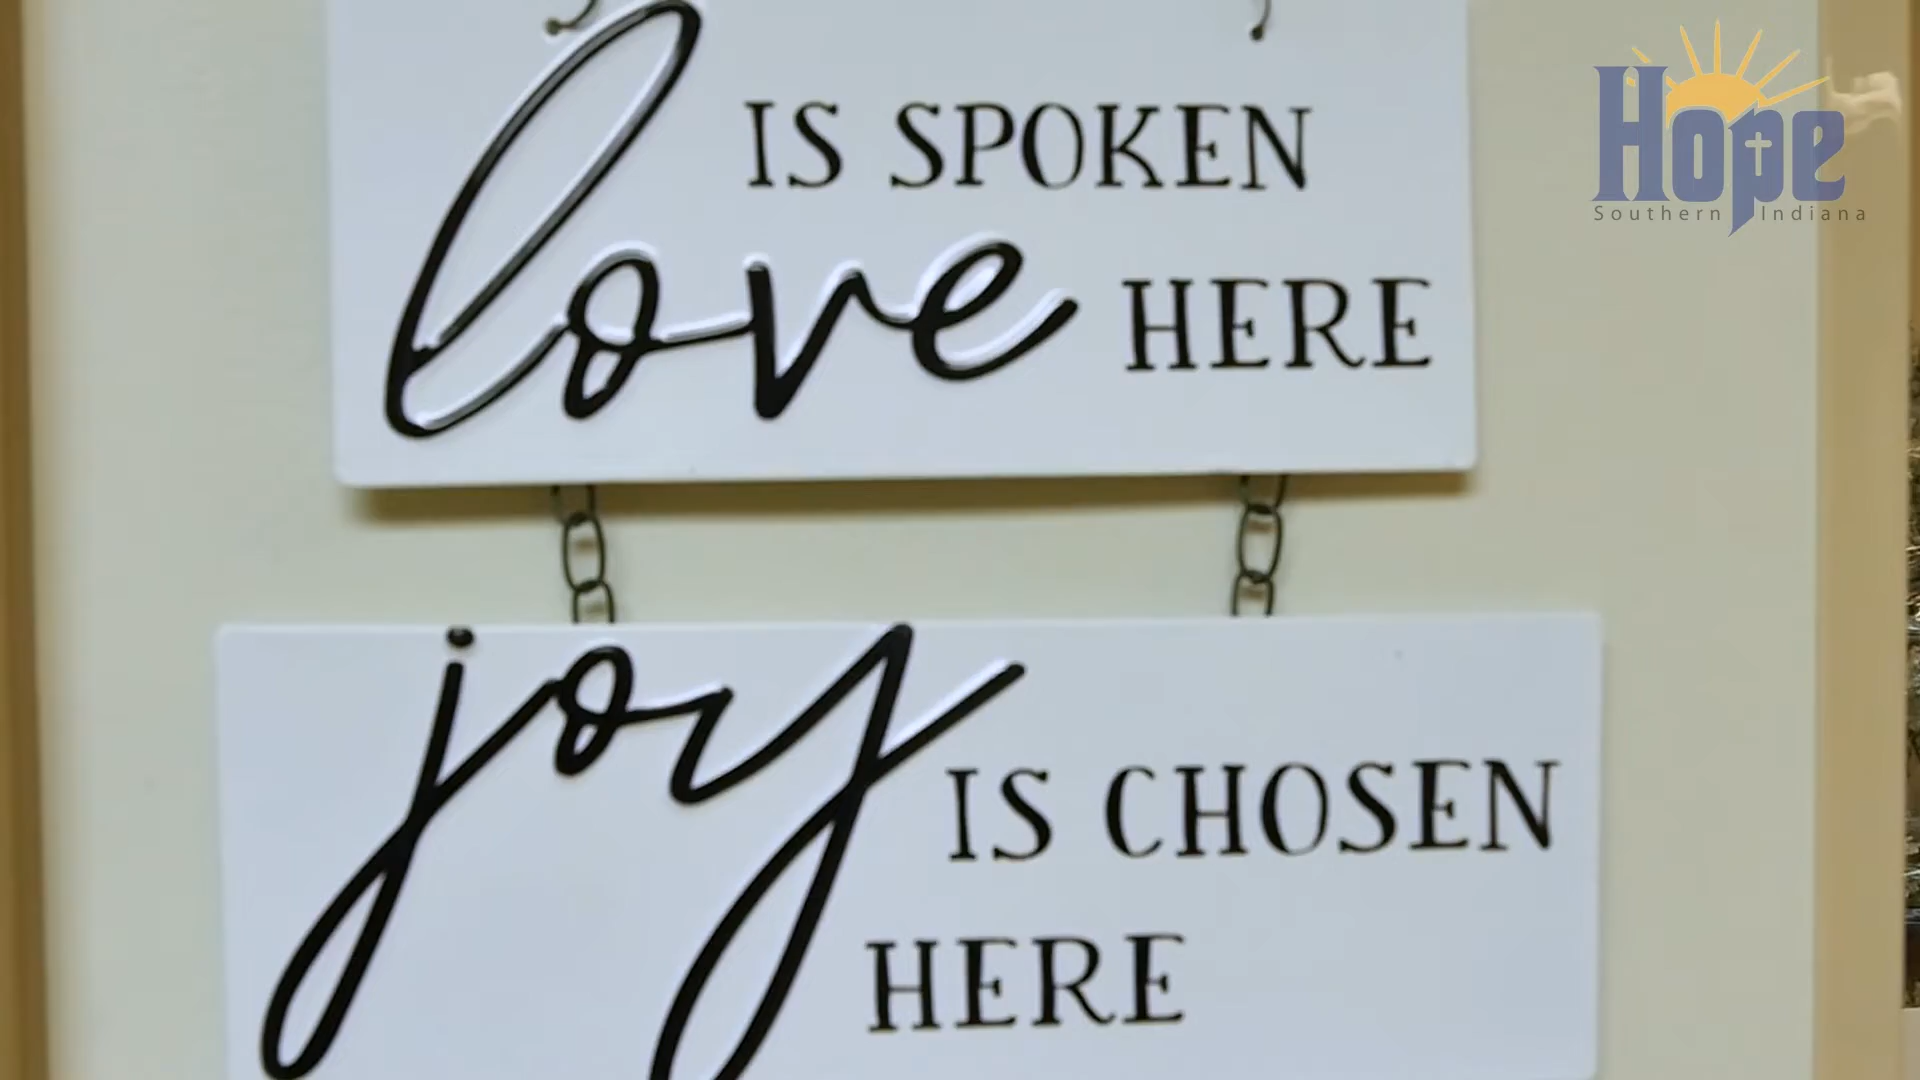 love IS SPOKEN
HERE
joy IS CHOSEN
HERE
Hope
Southern Indiana